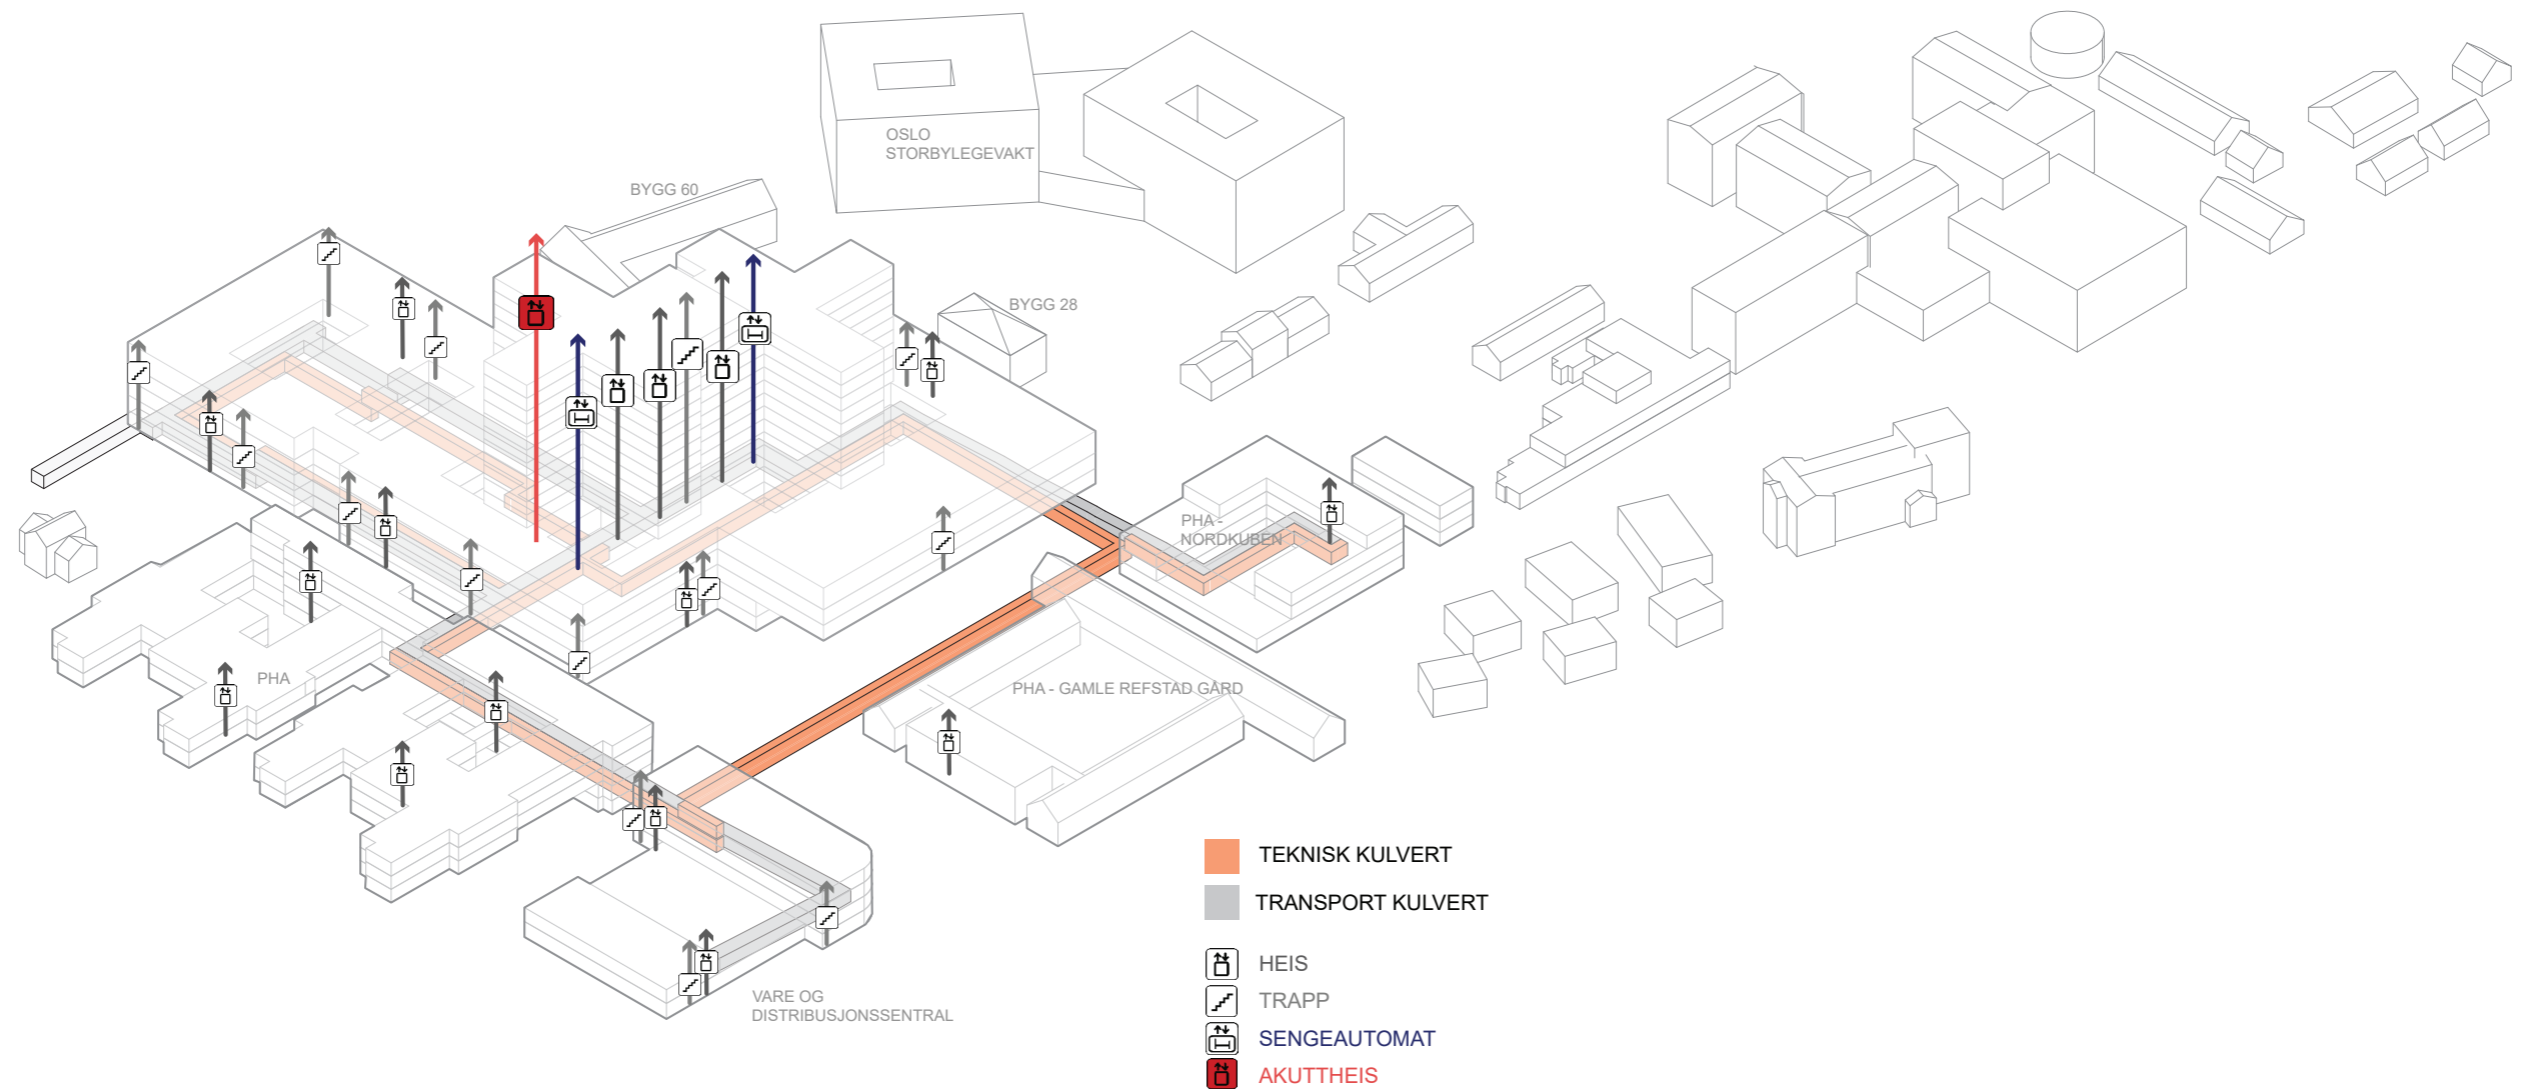 OSLO
STORBYLEGEVAKT
BYGG 60
BYGG 28
PHA -
NORDKUBEN
PHA
PHA - GAMLE REFSTAD GÅRD
VARE OG
DISTRIBUSJONSSENTRAL
TEKNISK KULVERT
TRANSPORT KULVERT
HEIS
TRAPP
SENGEAUTOMAT
AKUTTHEIS